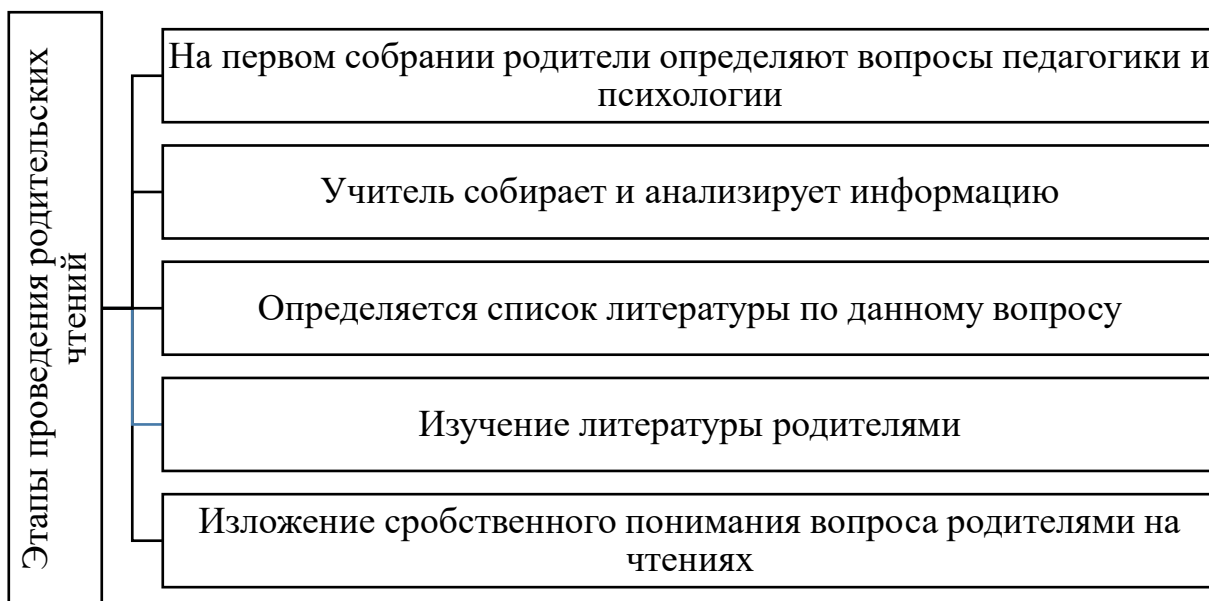 Этапы проведения родительских
чтений
На первом собрании родители определяют вопросы педагогики и
психологии
Учитель собирает и анализирует информацию
Определяется список литературы по данному вопросу
Изучение литературы родителями
Изложение сробственного понимания вопроса родителями на
чтениях